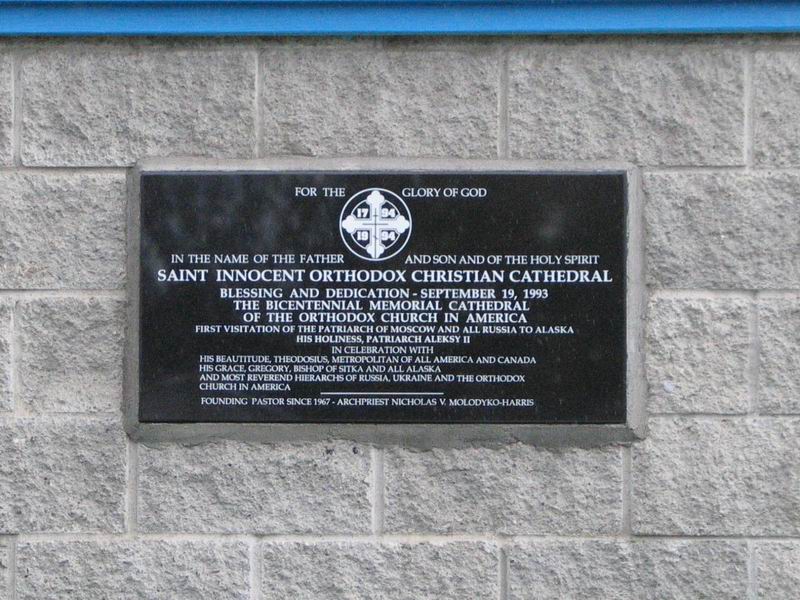 FOR THE GLORY OF GOD
17 94
19 94
IN THE NAME OF THE FATHER AND SON AND OF THE HOLY SPIRIT
SAINT INNOCENT ORTHODOX CHRISTIAN CATHEDRAL
BLESSING AND DEDICATION - SEPTEMBER 19, 1993
THE BICENTENNIAL MEMORIAL CATHEDRAL
OF THE ORTHODOX CHURCH IN AMERICA
FIRST VISITATION OF THE PATRIARCH OF MOSCOW AND ALL RUSSIA TO ALASKA
HIS HOLINESS, PATRIARCH ALEKSY II
IN CELEBRATION WITH
HIS BEAUTITUDE, THEODOSIUS, METROPOLITAN OF ALL AMERICA AND CANADA
HIS GRACE, GREGORY, BISHOP OF SITKA AND ALL ALASKA
AND MOST REVEREND HIERARCHS OF RUSSIA, UKRAINE AND THE ORTHODOX
CHURCH IN AMERICA
FOUNDING PASTOR SINCE 1967 - ARCHPRIEST NICHOLAS V. MOLODYKO-HARRIS